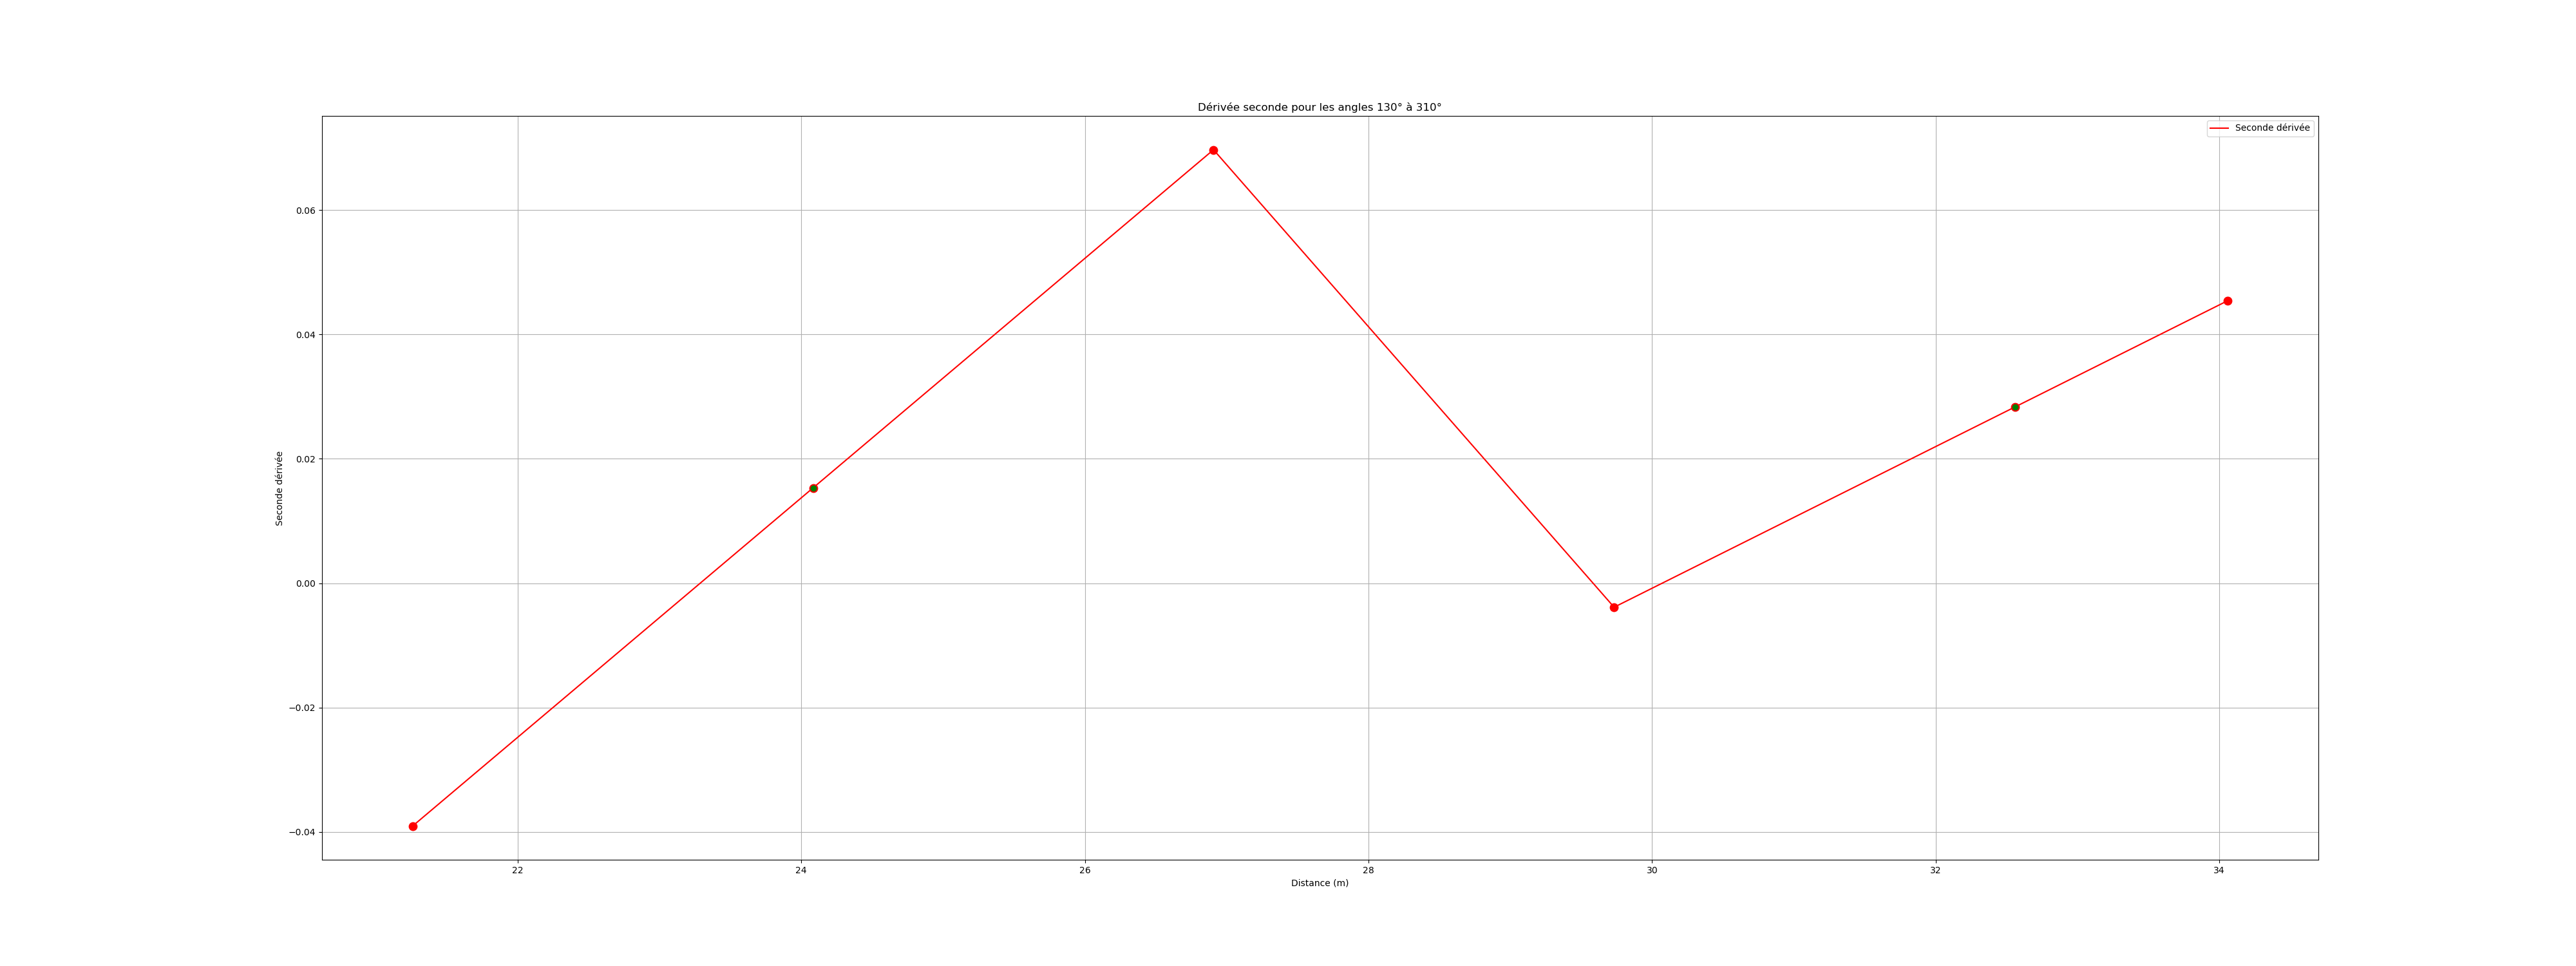 Dérivée seconde pour les angles 130° à 310°
Seconde dérivée
0.06
0.04
0.02
0.00
−0.02
−0.04
Seconde dérivée
22 24 26 28 30 32 34
Distance (m)